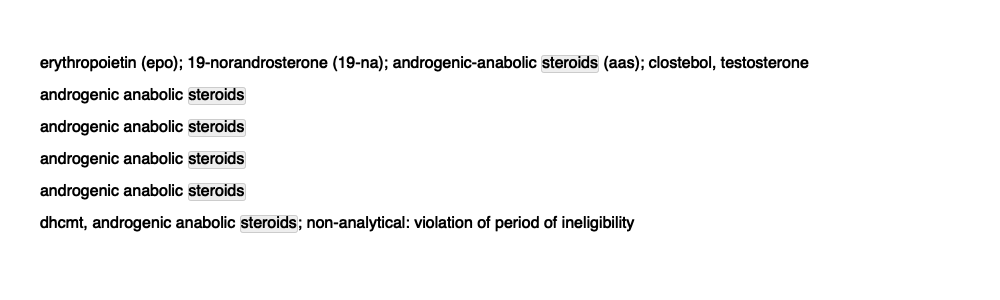 erythropoietin (epo); 19-norandrosterone (19-na); androgenic-anabolic steroids (aas); clostebol, testosterone
androgenic anabolic steroids
androgenic anabolic steroids
androgenic anabolic steroids
androgenic anabolic steroids
dhcmt, androgenic anabolic steroids; non-analytical: violation of period of ineligibility